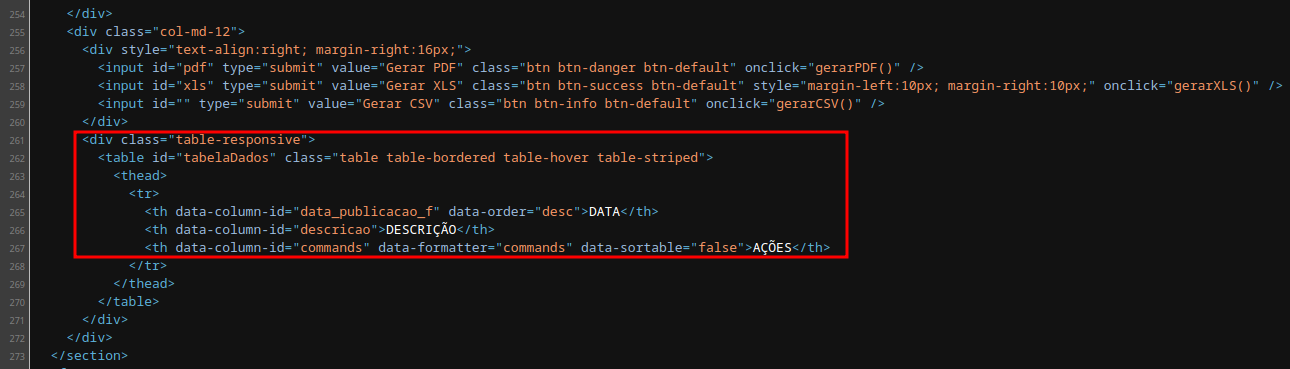 254 </div>
255 <div class="col-md-12">
256 <div style="text-align:right; margin-right:16px;">
257 <input id="pdf" type="submit" value="Gerar PDF" class="btn btn-danger btn-default" onclick="gerarPDF()" />
258 <input id="xls" type="submit" value="Gerar XLS" class="btn btn-success btn-default" style="margin-left:10px; margin-right:10px;" onclick="gerarXLS()" />
259 <input id="" type="submit" value="Gerar CSV" class="btn btn-info btn-default" onclick="gerarCSV()" />
260 </div>
261 <div class="table-responsive">
262 <table id="tabelaDados" class="table table-bordered table-hover table-striped">
263 <thead>
264 <tr>
265 <th data-column-id="data_publicacao_f" data-order="desc">DATA</th>
266 <th data-column-id="descricao">DESCRIÇÃO</th>
267 <th data-column-id="commands" data-formatter="commands" data-sortable="false">AÇÕES</th>
268 </tr>
269 </thead>
270 </table>
271 </div>
272 </div>
273 </section>